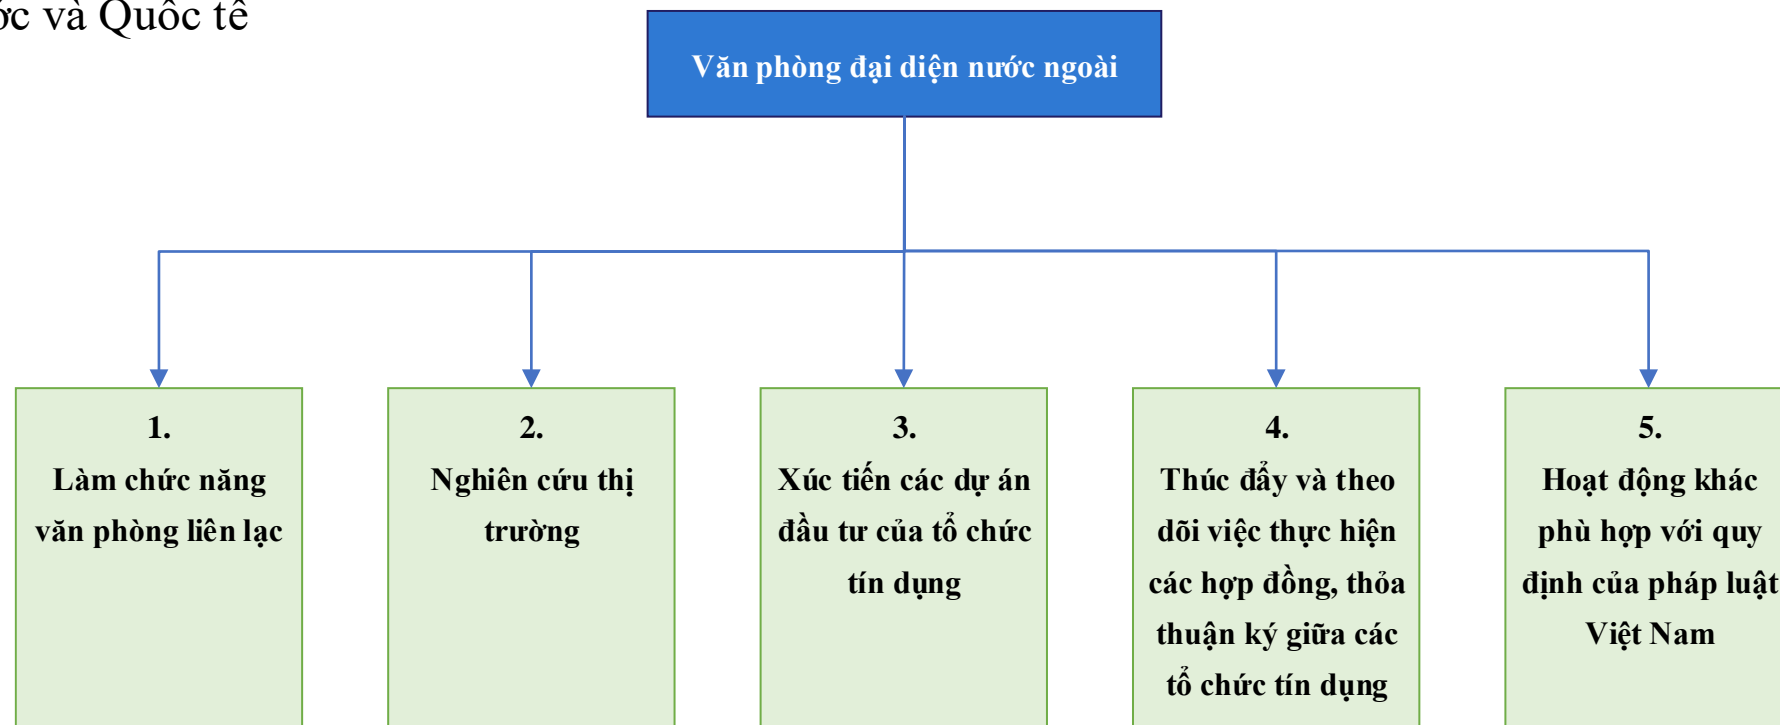 ớc và Quốc tế
Văn phòng đại diện nước ngoài
1.
Làm chức năng
văn phòng liên lạc
2.
Nghiên cứu thị
trường
3.
Xúc tiến các dự án
đầu tư của tổ chức
tín dụng
4.
Thúc đẩy và theo
dõi việc thực hiện
các hợp đồng, thỏa
thuận ký giữa các
tổ chức tín dụng
5.
Hoạt động khác
phù hợp với quy
định của pháp luật
Việt Nam